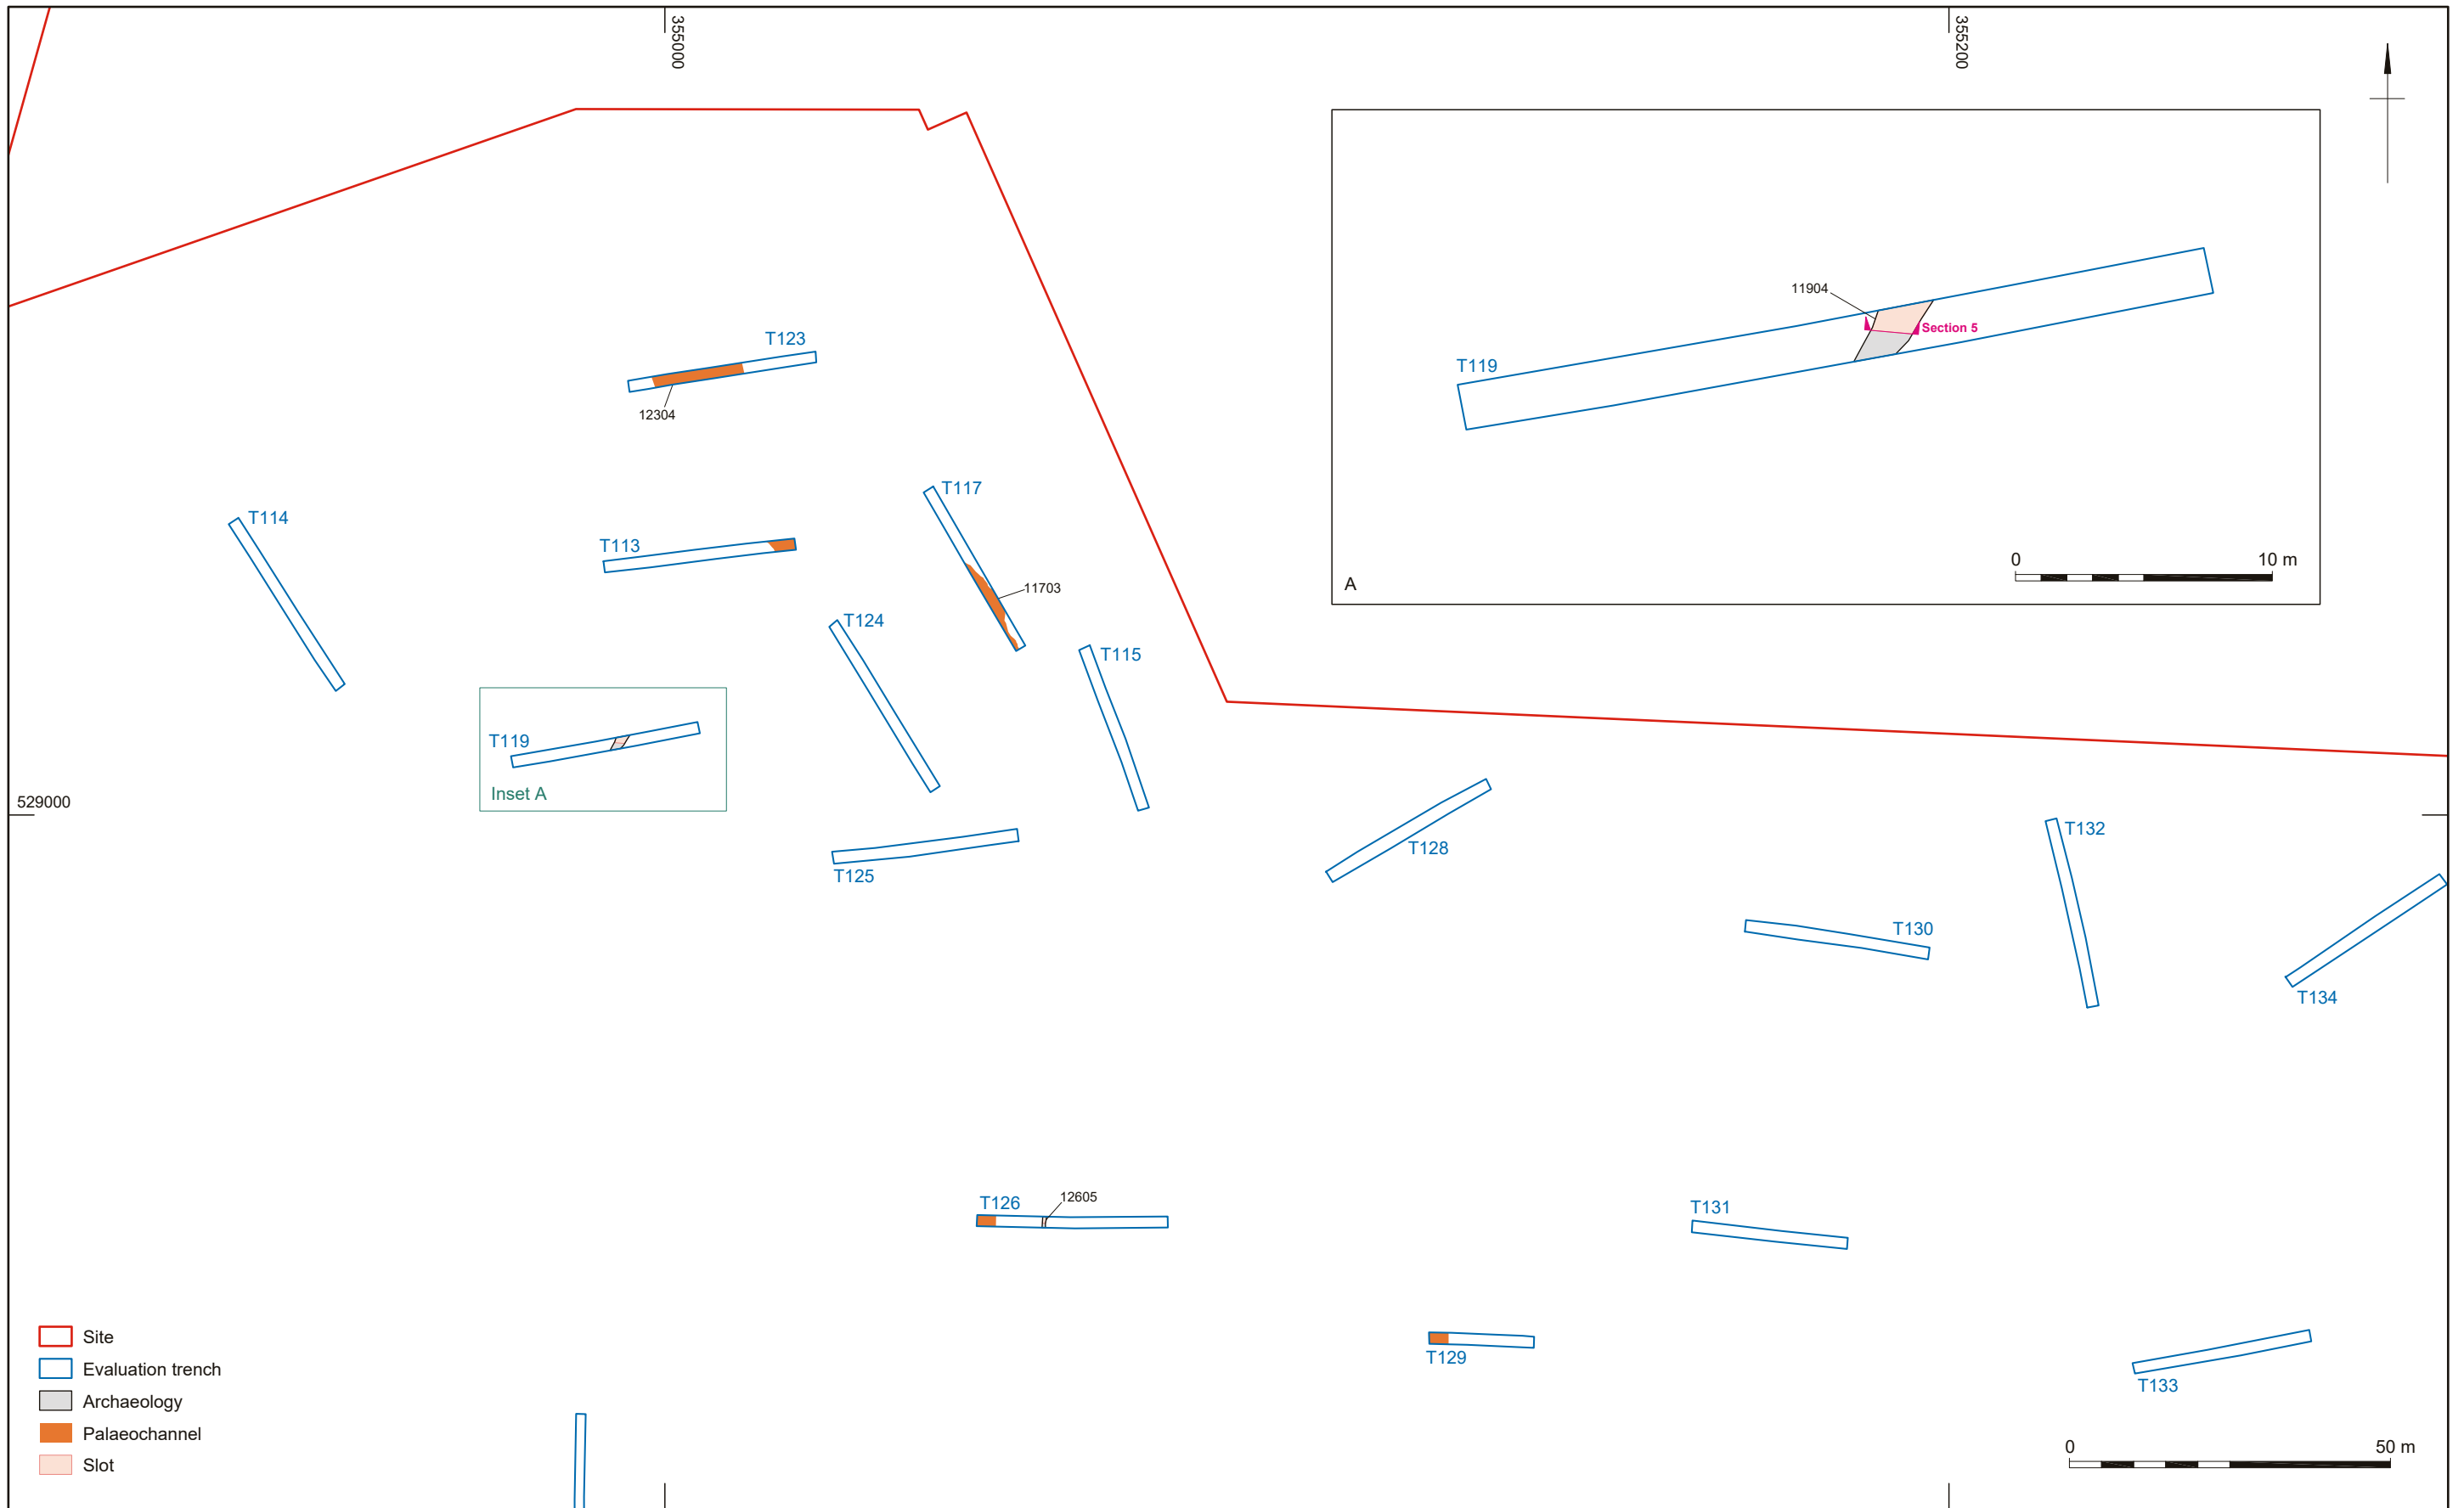 355000
355200
T123
12304
11904
Section 5
T119
T117
T114
T113
0 10 m
A
11703
T124
T115
T119
Inset A
529000
T125
T128
T132
T130
T134
T126
12605
T131
T129
T133
Site
Evaluation trench
Archaeology
Palaeochannel
Slot
0 50 m